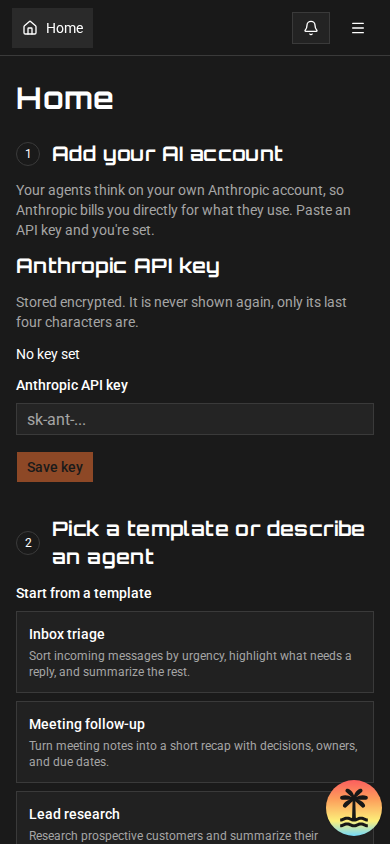 Home
Home
1
Add your AI account
Your agents think on your own Anthropic account, so
Anthropic bills you directly for what they use. Paste an
API key and you're set.
Anthropic API key
Stored encrypted. It is never shown again, only its last
four characters are.
No key set
Anthropic API key
sk-ant-...
Save key
2
Pick a template or describe
an agent
Start from a template
Inbox triage
Sort incoming messages by urgency, highlight what needs a
reply, and summarize the rest.
Meeting follow-up
Turn meeting notes into a short recap with decisions, owners,
and due dates.
Lead research
Research prospective customers and summarize their